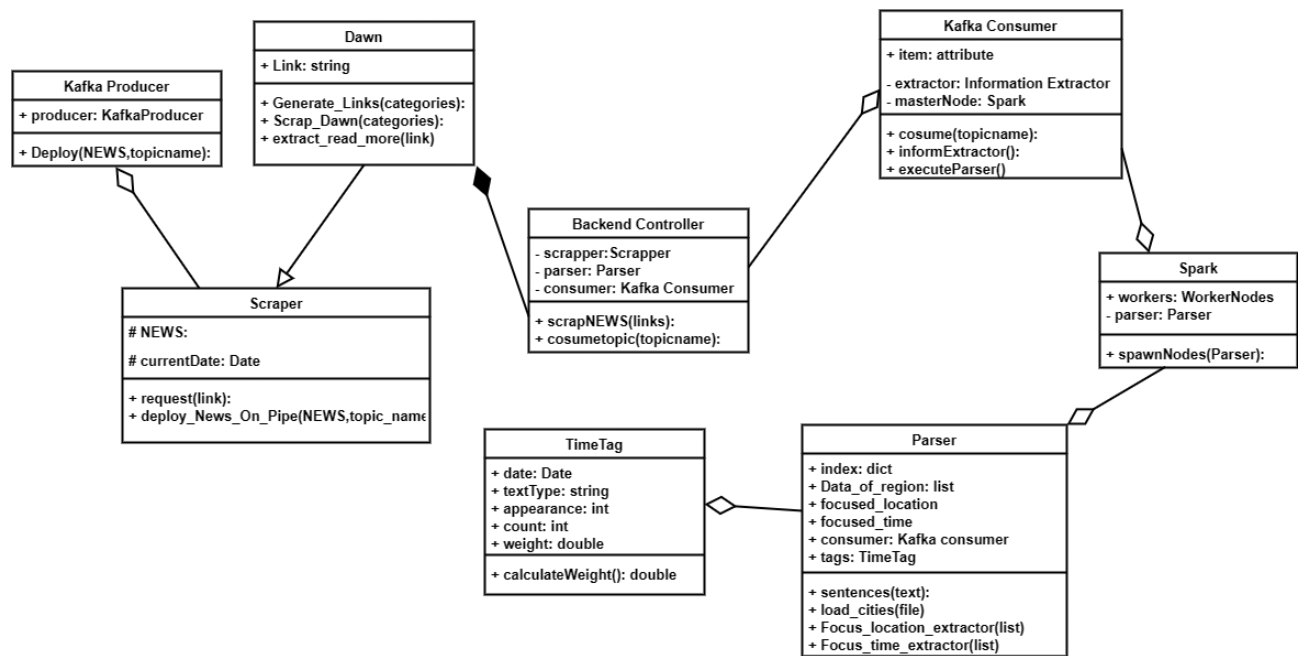 Kafka Producer
+ producer: KafkaProducer
+ Deploy(NEWS,topicname):
Dawn
+ Link: string
+ Generate_Links(categories):
+ Scrap_Dawn(categories):
+ extract_read_more(link)
Kafka Consumer
+ item: attribute
- extractor: Information Extractor
- masterNode: Spark
+ cosume(topicname):
+ informExtractor():
+ executeParser()
Backend Controller
- scrapper: Scrapper
- parser: Parser
- consumer: Kafka Consumer
+ scrapNEWS(links):
+ cosumetopic(topicname):
Spark
+ workers: WorkerNodes
- parser: Parser
+ spawnNodes(Parser):
Scraper
# NEWS:
# currentDate: Date
+ request(link):
+ deploy_News_On_Pipe(NEWS,topic_name
TimeTag
+ date: Date
+ textType: string
+ appearance: int
+ count: int
+ weight: double
+ calculateWeight(): double
Parser
+ index: dict
+ Data_of_region: list
+ focused_location
+ focused_time
+ consumer: Kafka consumer
+ tags: TimeTag
+ sentences(text):
+ load_cities(file)
+ Focus_location_extractor(list)
+ Focus_time_extractor(list)